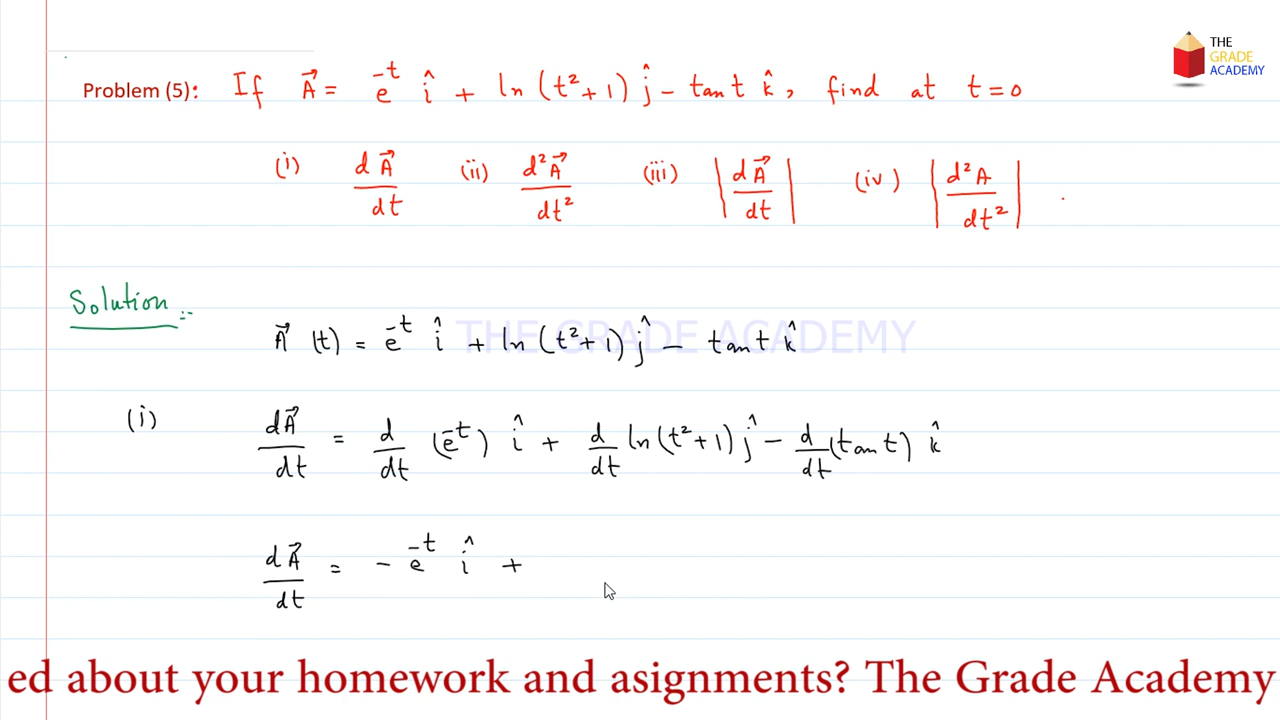 THE
GRADE
ACADEMY
Problem (5): If A⃗ = e^-t î + ln (t²+1) ĵ - tan t k̂, find at t=0
(i) dA⃗/dt (ii) d²A⃗/dt² (iii) |dA⃗/dt| (iv) |d²A/dt²|.
Solution:-
THE GRADE ACADEMY
A⃗ (t) = e^-t î + ln (t²+1) ĵ - tan t k̂
(i) dA⃗/dt = d/dt (e^-t) î + d/dt ln (t²+1) ĵ - d/dt (tan t) k̂
dA⃗/dt = - e^-t î +
ed about your homework and asignments? The Grade Academy